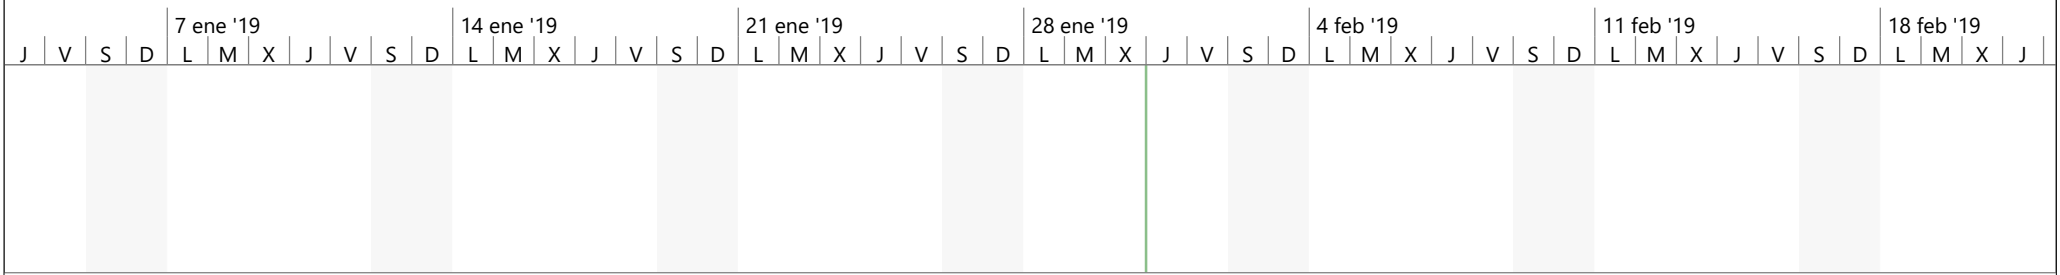 7 ene '19 14 ene '19 21 ene '19 28 ene '19 4 feb '19 11 feb '19 18 feb '19
J V S D L M X J V S D L M X J V S D L M X J V S D L M X J V S D L M X J V S D L M X J V S D L M X J